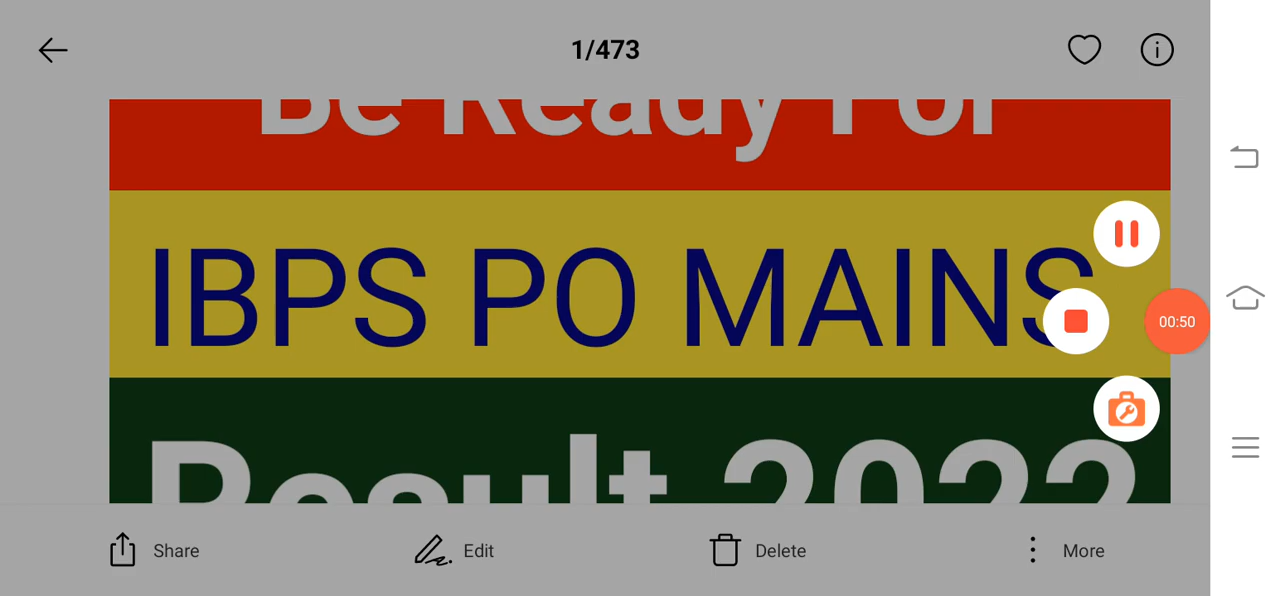 1/473
Be Ready For
IBPS PO MAINS
00:50
Result 2022
Share
Edit
Delete
More